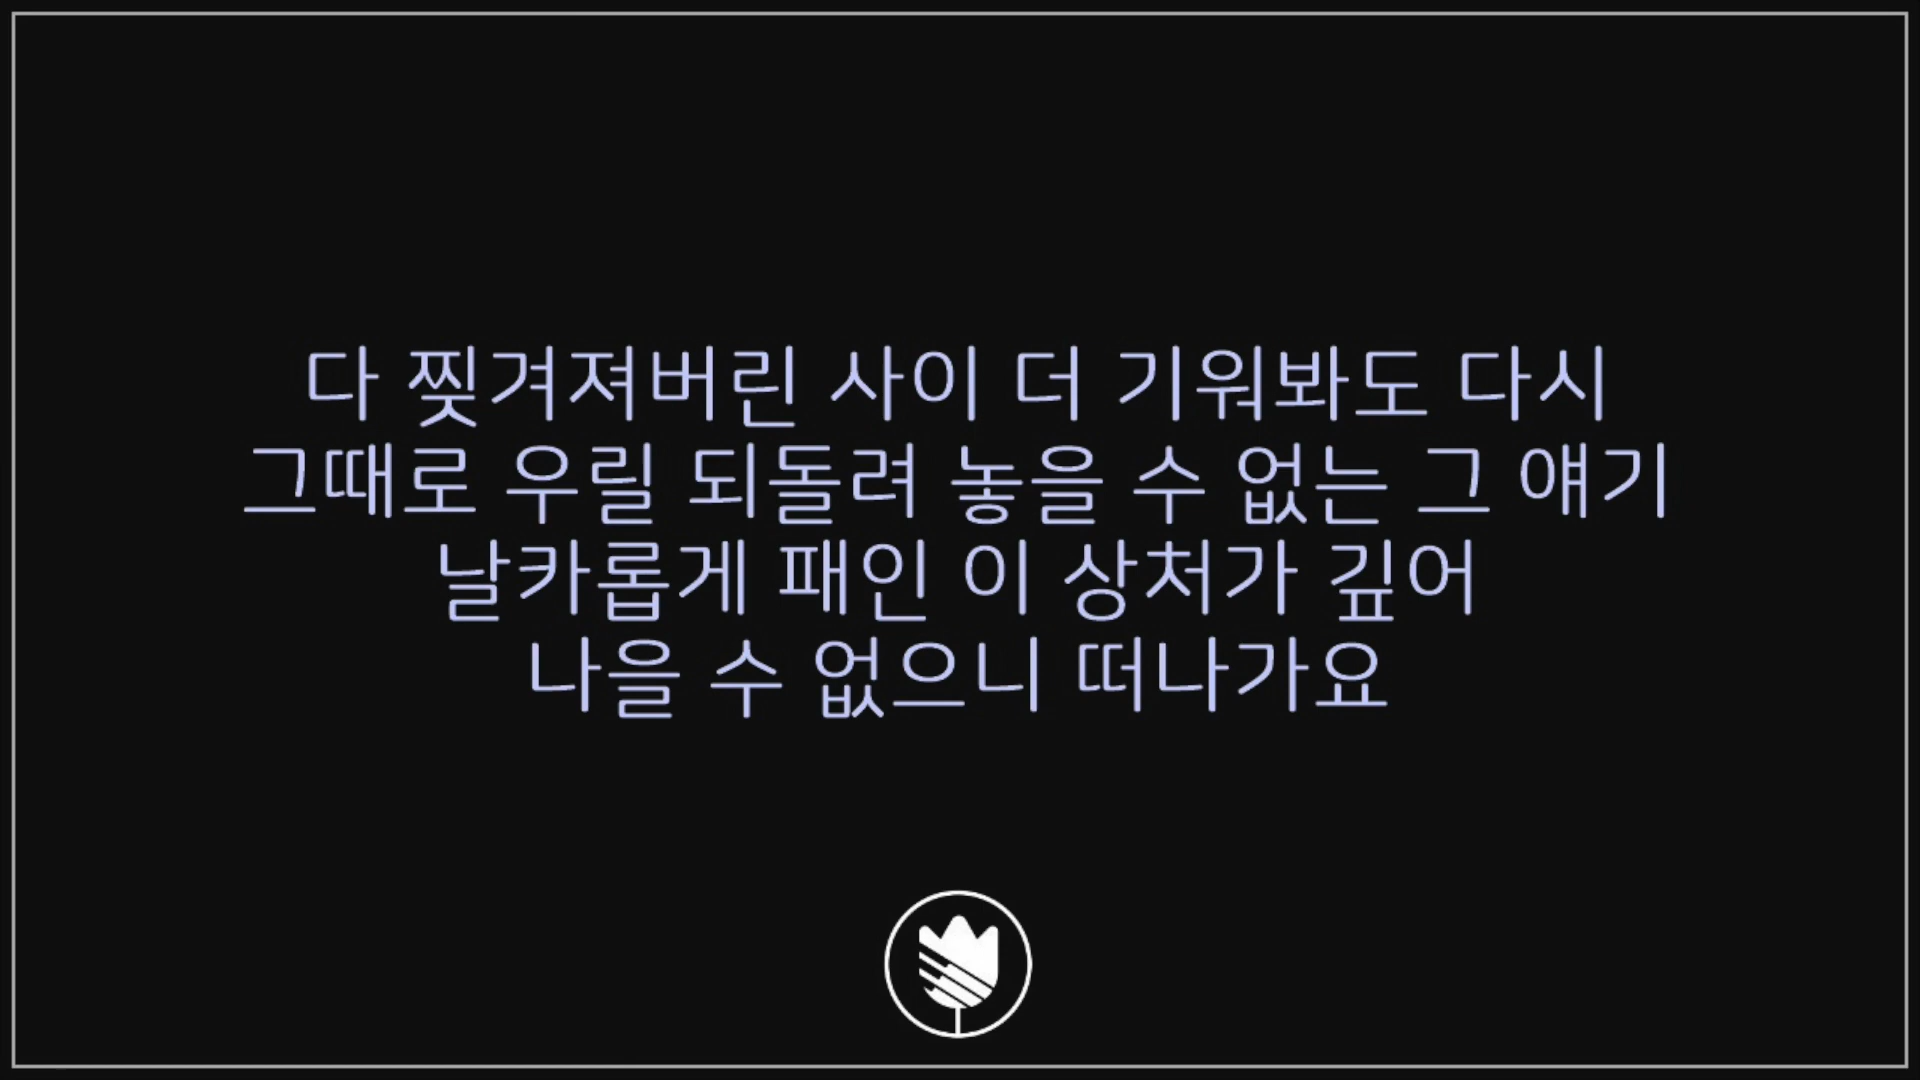 다 찢겨져버린 사이 더 기워봐도 다시
그때로 우릴 되돌려 놓을 수 없는 그 얘기
날카롭게 패인 이 상처가 깊어
나을 수 없으니 떠나가요